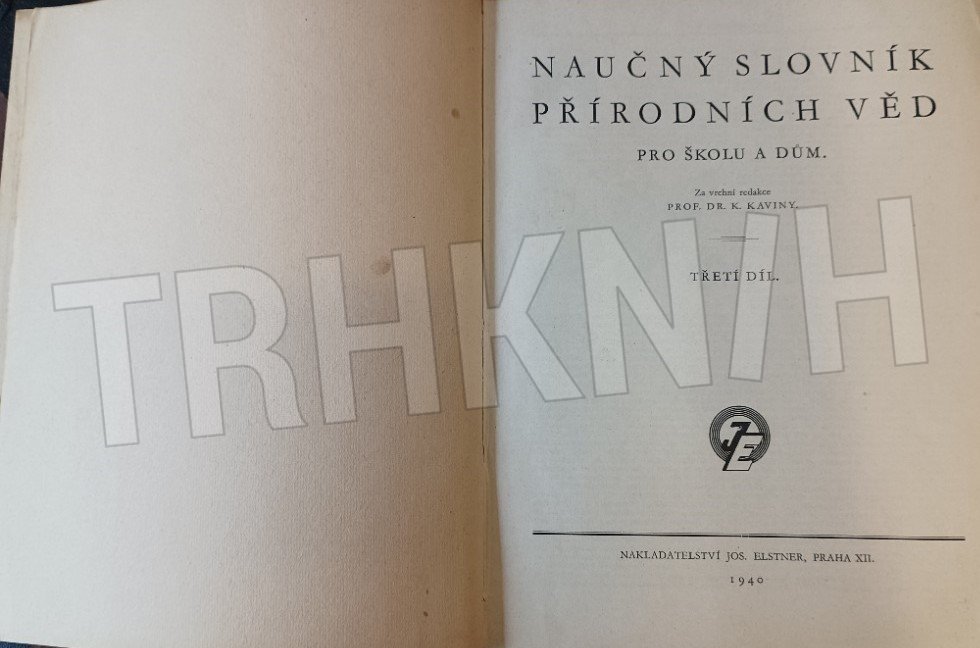 NAUČNÝ SLOVNÍK
PŘÍRODNÍCH VĚD
PRO ŠKOLU A DŮM.
Za vrchní redakce
PROF. DR. K. KAVINY.
TŘETÍ DÍL.
TRHKNIH
JE
NAKLADATELSTVÍ JOS. ELSTNER, PRAHA XII.
1940